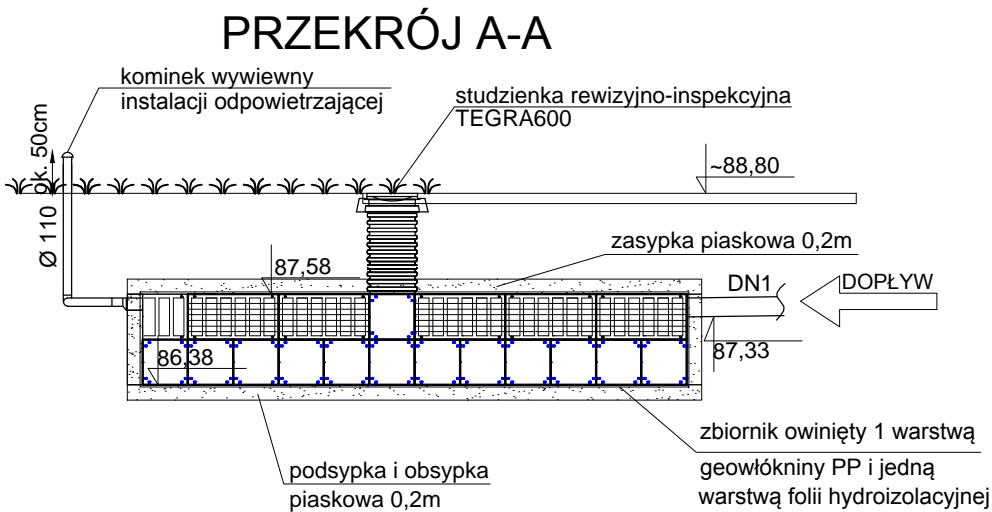 PRZEKRÓJ A-A
kominek wywiewny
instalacji odpowietrzającej
studzienka rewizyjno-inspekcyjna
TEGRA600
Ø 110 ok. 50cm
~88,80
zasypka piaskowa 0,2m
87,58
DN1
DOPŁYW
86,38
87,33
zbiornik owinięty 1 warstwą
geowłókniny PP i jedną
warstwą folii hydroizolacyjnej
podsypka i obsypka
piaskowa 0,2m